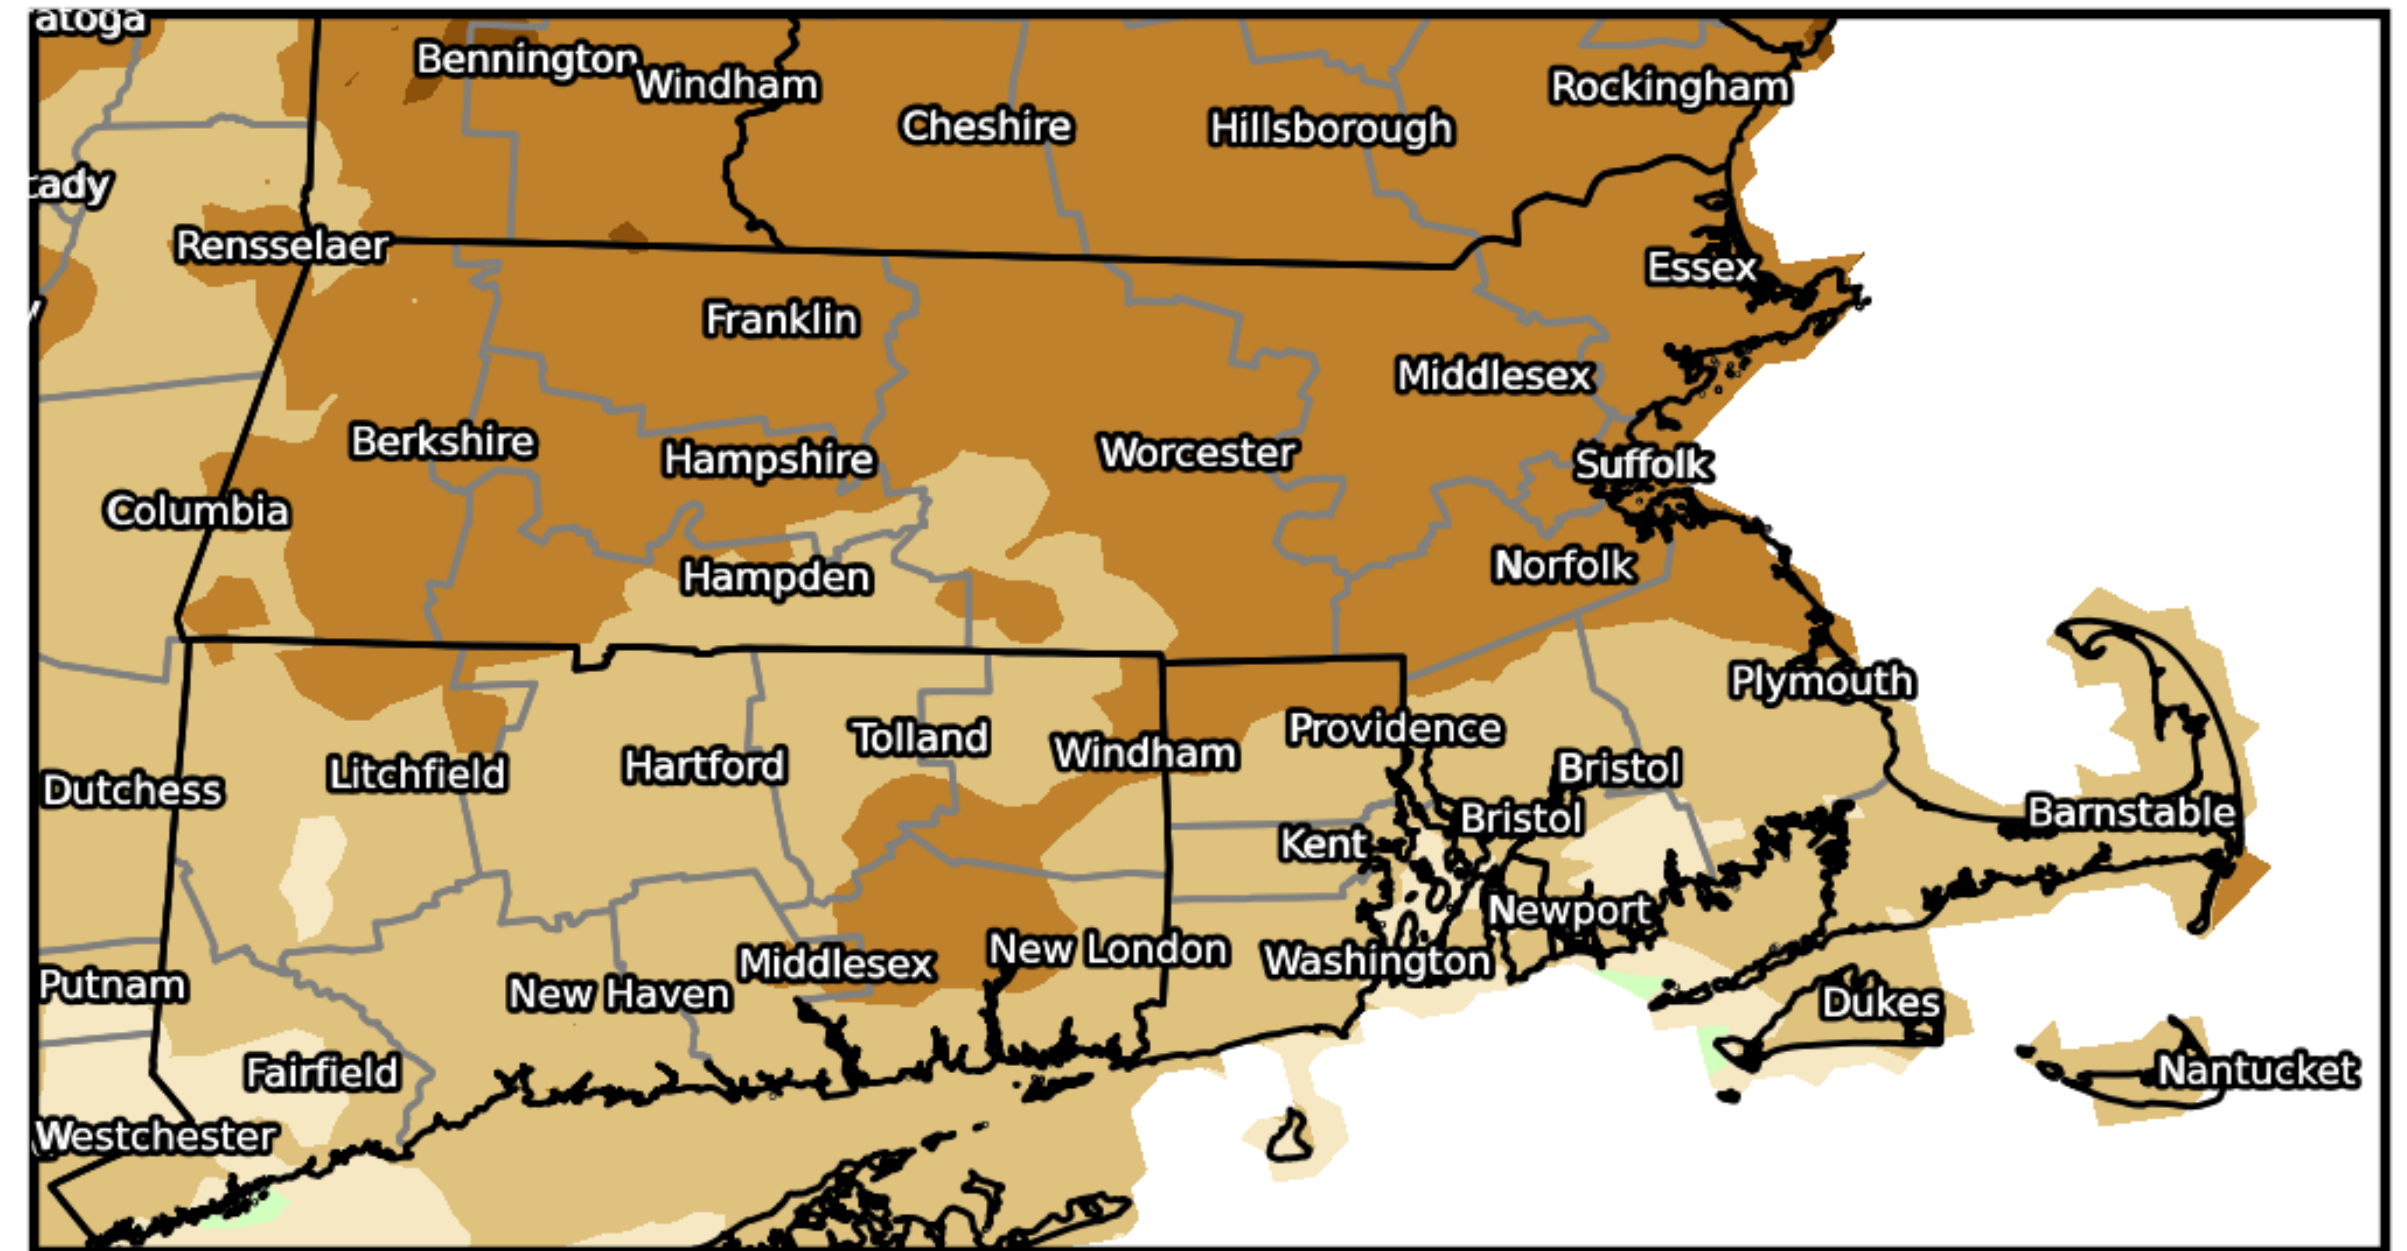 atoga
Bennington
Windham
Rockingham
Cheshire
Hillsborough
cady
Rensselaer
Essex
Franklin
Middlesex
Berkshire
Hampshire
Worcester
Suffolk
Columbia
Norfolk
Hampden
Plymouth
Providence
Tolland
Windham
Litchfield
Hartford
Bristol
Dutchess
Barnstable
Bristol
Kent
Newport
New London
Washington
Middlesex
Putnam
New Haven
Dukes
Fairfield
Nantucket
Westchester